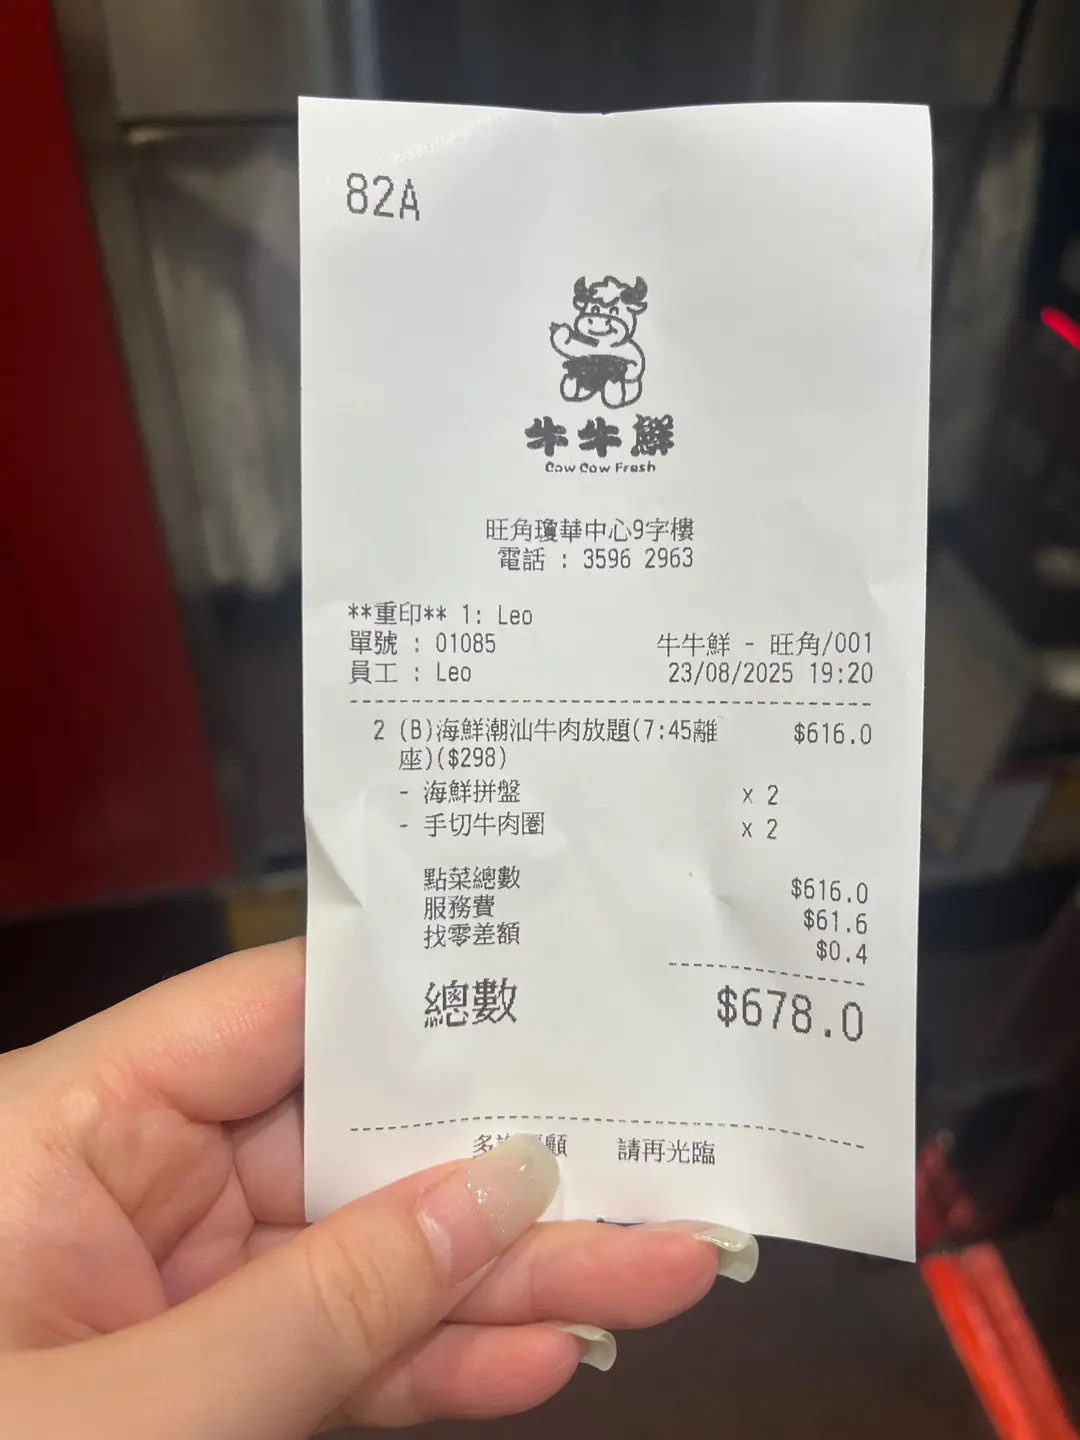 82A
牛牛鮮
Cow Cow Fresh
旺角瓊華中心9字樓
電話 : 3596 2963
**重印** 1: Leo
單號 : 01085 牛牛鮮 - 旺角/001
員工 : Leo 23/08/2025 19:20
2 (B)海鮮潮汕牛肉放題(7:45離 $616.0
座)($298)
- 海鮮拼盤 x 2
- 手切牛肉圏 x 2
點菜總數 $616.0
服務費 $61.6
找零差額 $0.4
總數 $678.0
多 顧 請再光臨